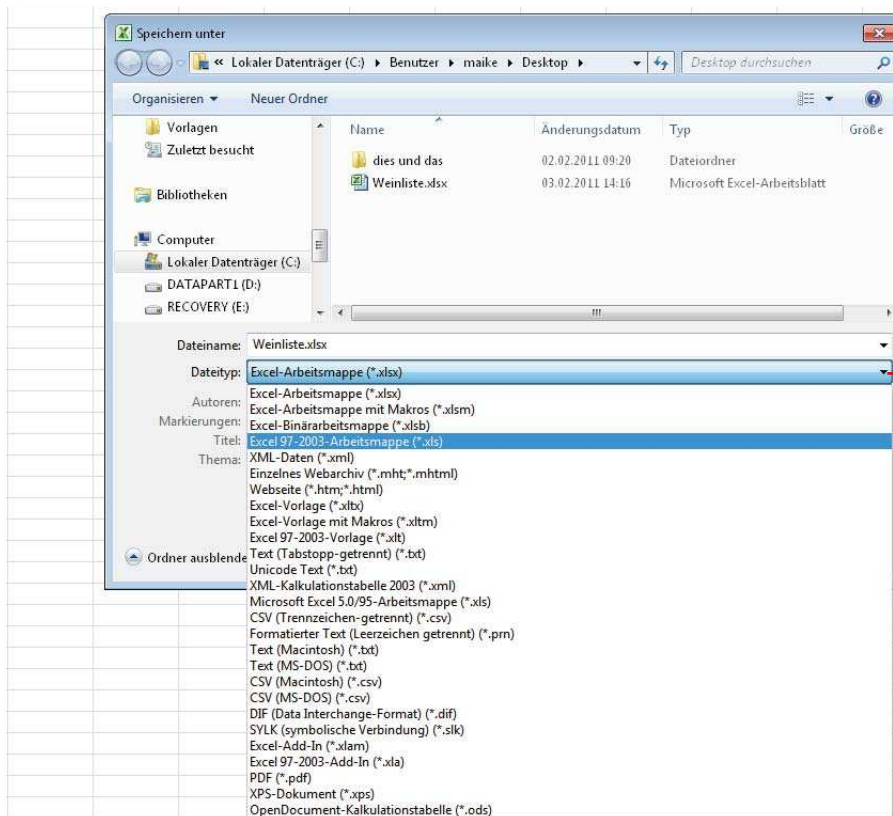 Speichern unter
« Lokaler Datenträger (C:) ▸ Benutzer ▸ maike ▸ Desktop ▸
Desktop durchsuchen
Organisieren
Neuer Ordner
Vorlagen
Zuletzt besucht
Bibliotheken
Computer
Lokaler Datenträger (C:)
DATAPART1 (D:)
RECOVERY (E:)
Name Änderungsdatum Typ Größe
dies und das 02.02.2011 09:20 Dateiordner
Weinliste.xlsx 03.02.2011 14:16 Microsoft Excel-Arbeitsblatt
Dateiname: Weinliste.xlsx
Dateityp: Excel-Arbeitsmappe (*.xlsx)
Autoren:
Markierungen:
Titel:
Thema:
Excel-Arbeitsmappe (*.xlsx)
Excel-Arbeitsmappe mit Makros (*.xlsm)
Excel-Binärarbeitsmappe (*.xlsb)
Excel 97-2003-Arbeitsmappe (*.xls)
XML-Daten (*.xml)
Einzelnes Webarchiv (*.mht;*.mhtml)
Webseite (*.htm;*.html)
Excel-Vorlage (*.xltx)
Excel-Vorlage mit Makros (*.xltm)
Excel 97-2003-Vorlage (*.xlt)
Text (Tabstopp-getrennt) (*.txt)
Unicode Text (*.txt)
XML-Kalkulationstabelle 2003 (*.xml)
Microsoft Excel 5.0/95-Arbeitsmappe (*.xls)
CSV (Trennzeichen-getrennt) (*.csv)
Formatierter Text (Leerzeichen getrennt) (*.prn)
Text (Macintosh) (*.txt)
Text (MS-DOS) (*.txt)
CSV (Macintosh) (*.csv)
CSV (MS-DOS) (*.csv)
DIF (Data Interchange-Format) (*.dif)
SYLK (symbolische Verbindung) (*.slk)
Excel-Add-In (*.xlam)
Excel 97-2003-Add-In (*.xla)
PDF (*.pdf)
XPS-Dokument (*.xps)
OpenDocument-Kalkulationstabelle (*.ods)
Ordner ausblende